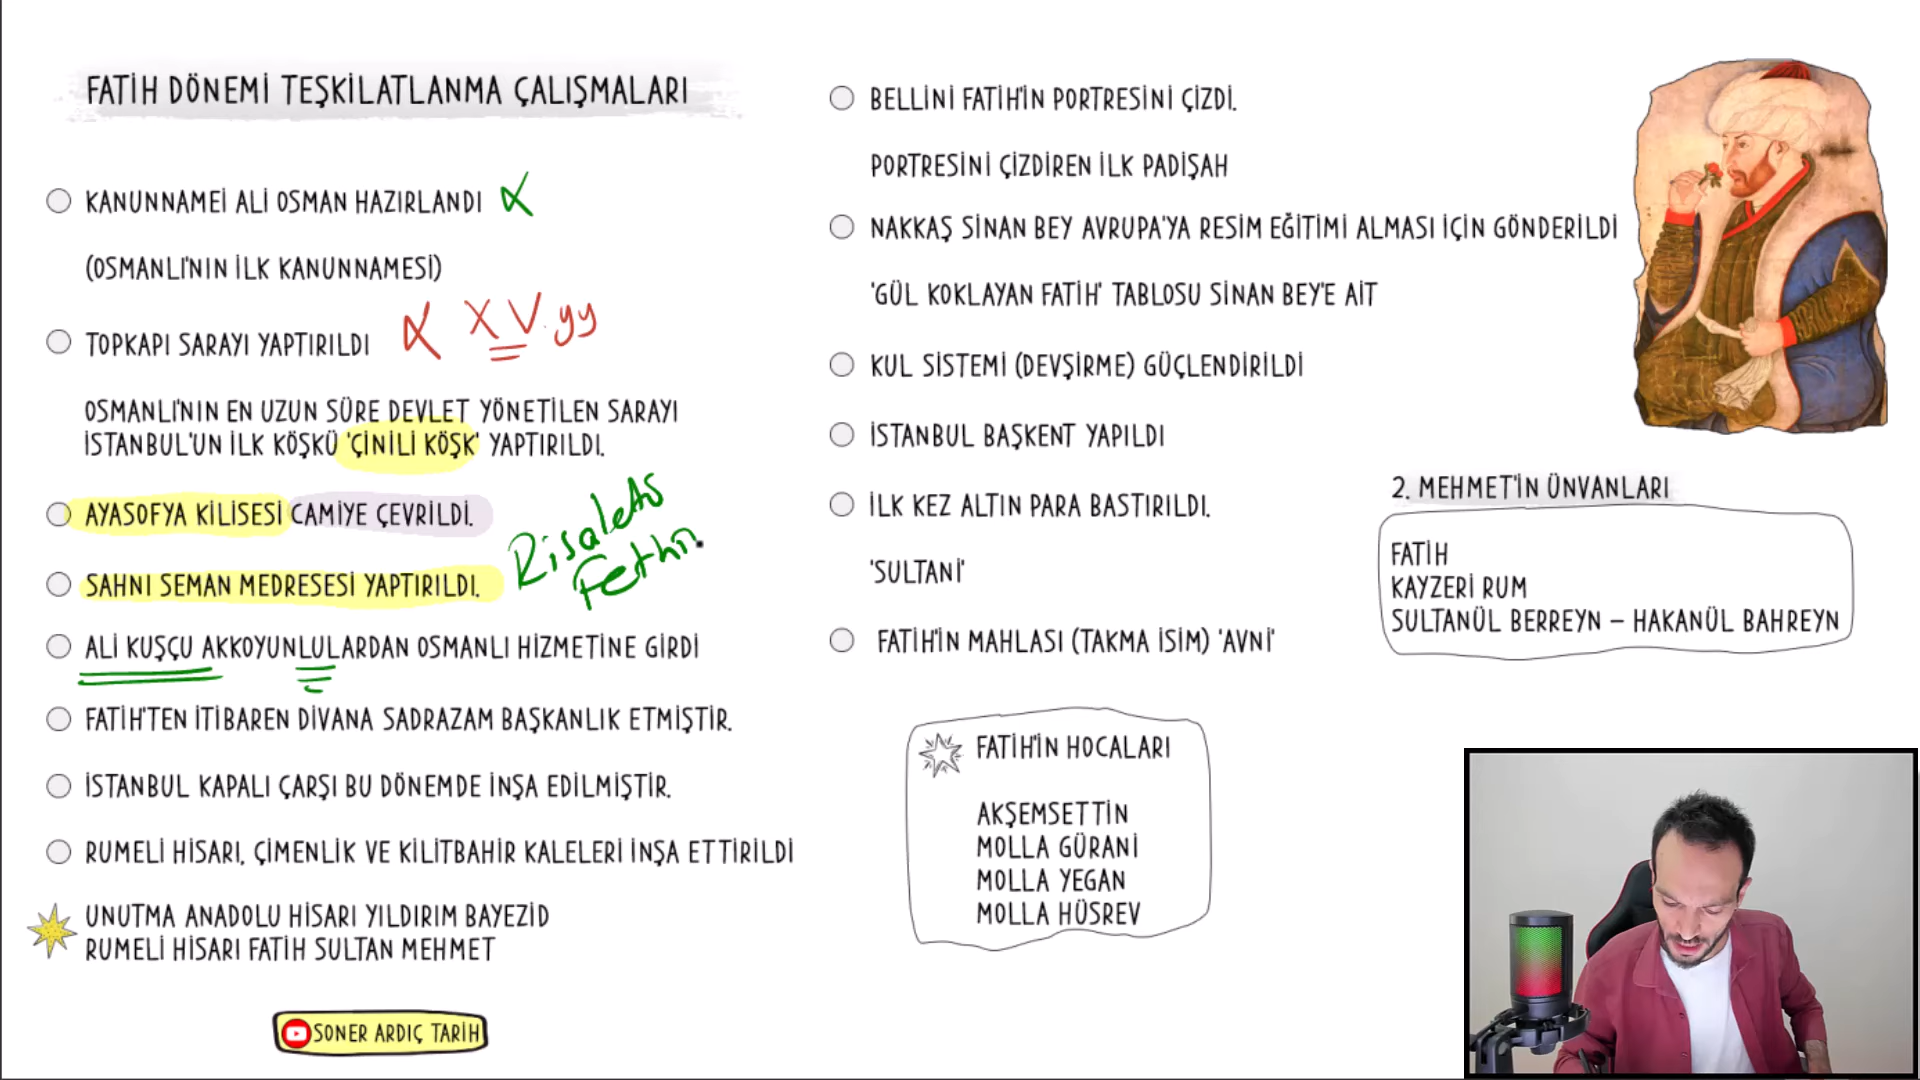 FATİH DÖNEMİ TEŞKİLATLANMA ÇALIŞMALARI
KANUNNAMEİ ALİ OSMAN HAZIRLANDI
(OSMANLI'NIN İLK KANUNNAMESİ)
TOPKAPI SARAYI YAPTIRILDI
XV.yy
OSMANLI'NIN EN UZUN SÜRE DEVLET YÖNETİLEN SARAYI
İSTANBUL'UN İLK KÖŞKÜ 'ÇİNİLİ KÖŞK' YAPTIRILDI.
AYASOFYA KİLİSESİ CAMİYE ÇEVRİLDİ.
SAHNI SEMAN MEDRESESİ YAPTIRILDI.
Risaletü
Fethin
ALİ KUŞÇU AKKOYUNLULARDAN OSMANLI HİZMETİNE GİRDİ
FATİH'TEN İTİBAREN DİVANA SADRAZAM BAŞKANLIK ETMİŞTİR.
İSTANBUL KAPALI ÇARŞI BU DÖNEMDE İNŞA EDİLMİŞTİR.
RUMELİ HİSARI, ÇİMENLİK VE KİLİTBAHİR KALELERİ İNŞA ETTİRİLDİ
UNUTMA ANADOLU HİSARI YILDIRIM BAYEZİD
RUMELİ HİSARI FATİH SULTAN MEHMET
SONER ARDIÇ TARİH
BELLİNİ FATİH'İN PORTRESİNİ ÇİZDİ.
PORTRESİNİ ÇİZDİREN İLK PADİŞAH
NAKKAŞ SİNAN BEY AVRUPA'YA RESİM EĞİTİMİ ALMASI İÇİN GÖNDERİLDİ
'GÜL KOKLAYAN FATİH' TABLOSU SİNAN BEY'E AİT
KUL SİSTEMİ (DEVŞİRME) GÜÇLENDİRİLDİ
İSTANBUL BAŞKENT YAPILDI
İLK KEZ ALTIN PARA BASTIRILDI.
'SULTANİ'
FATİH'İN MAHLASI (TAKMA İSİM) 'AVNİ'
FATİH'İN HOCALARI
AKŞEMSETTİN
MOLLA GÜRANİ
MOLLA YEGAN
MOLLA HÜSREV
2. MEHMET'İN ÜNVANLARI
FATİH
KAYZERİ RUM
SULTANÜL BERREYN – HAKANÜL BAHREYN